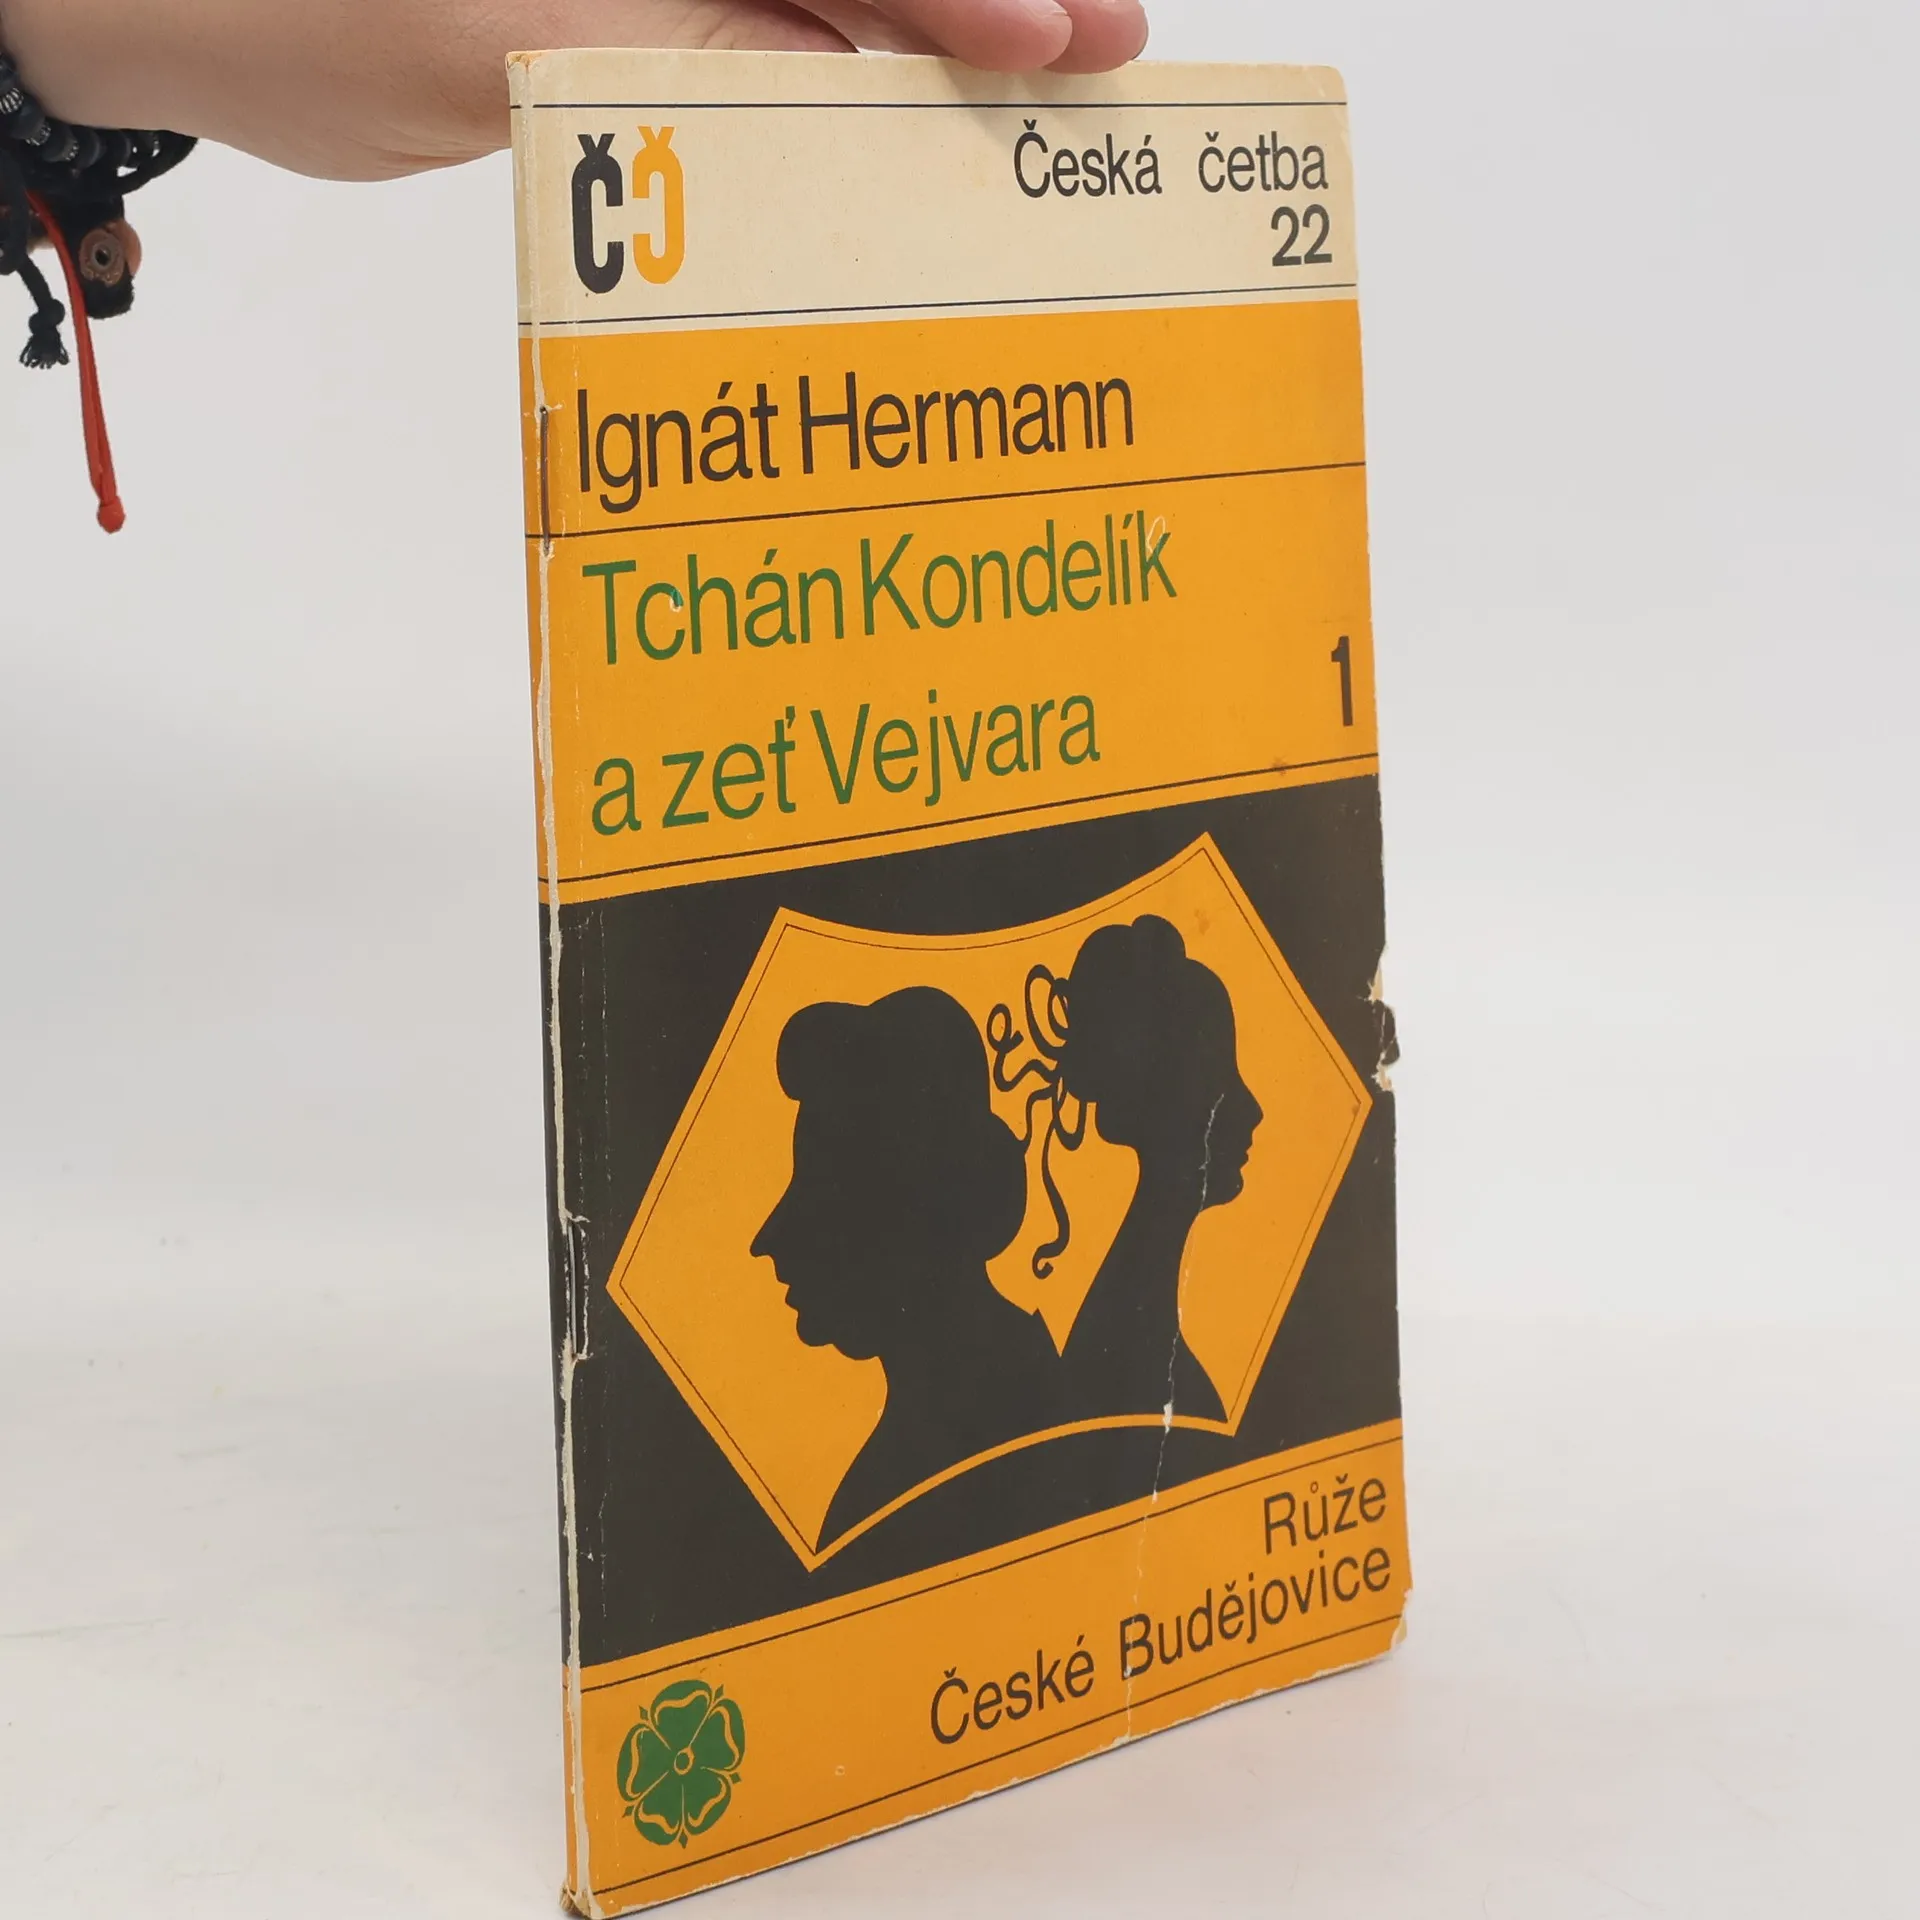 ČČ
Česká četba
22
Ignát Hermann
Tchán Kondelík
a zeť Vejvara
1
Růže
České Budějovice